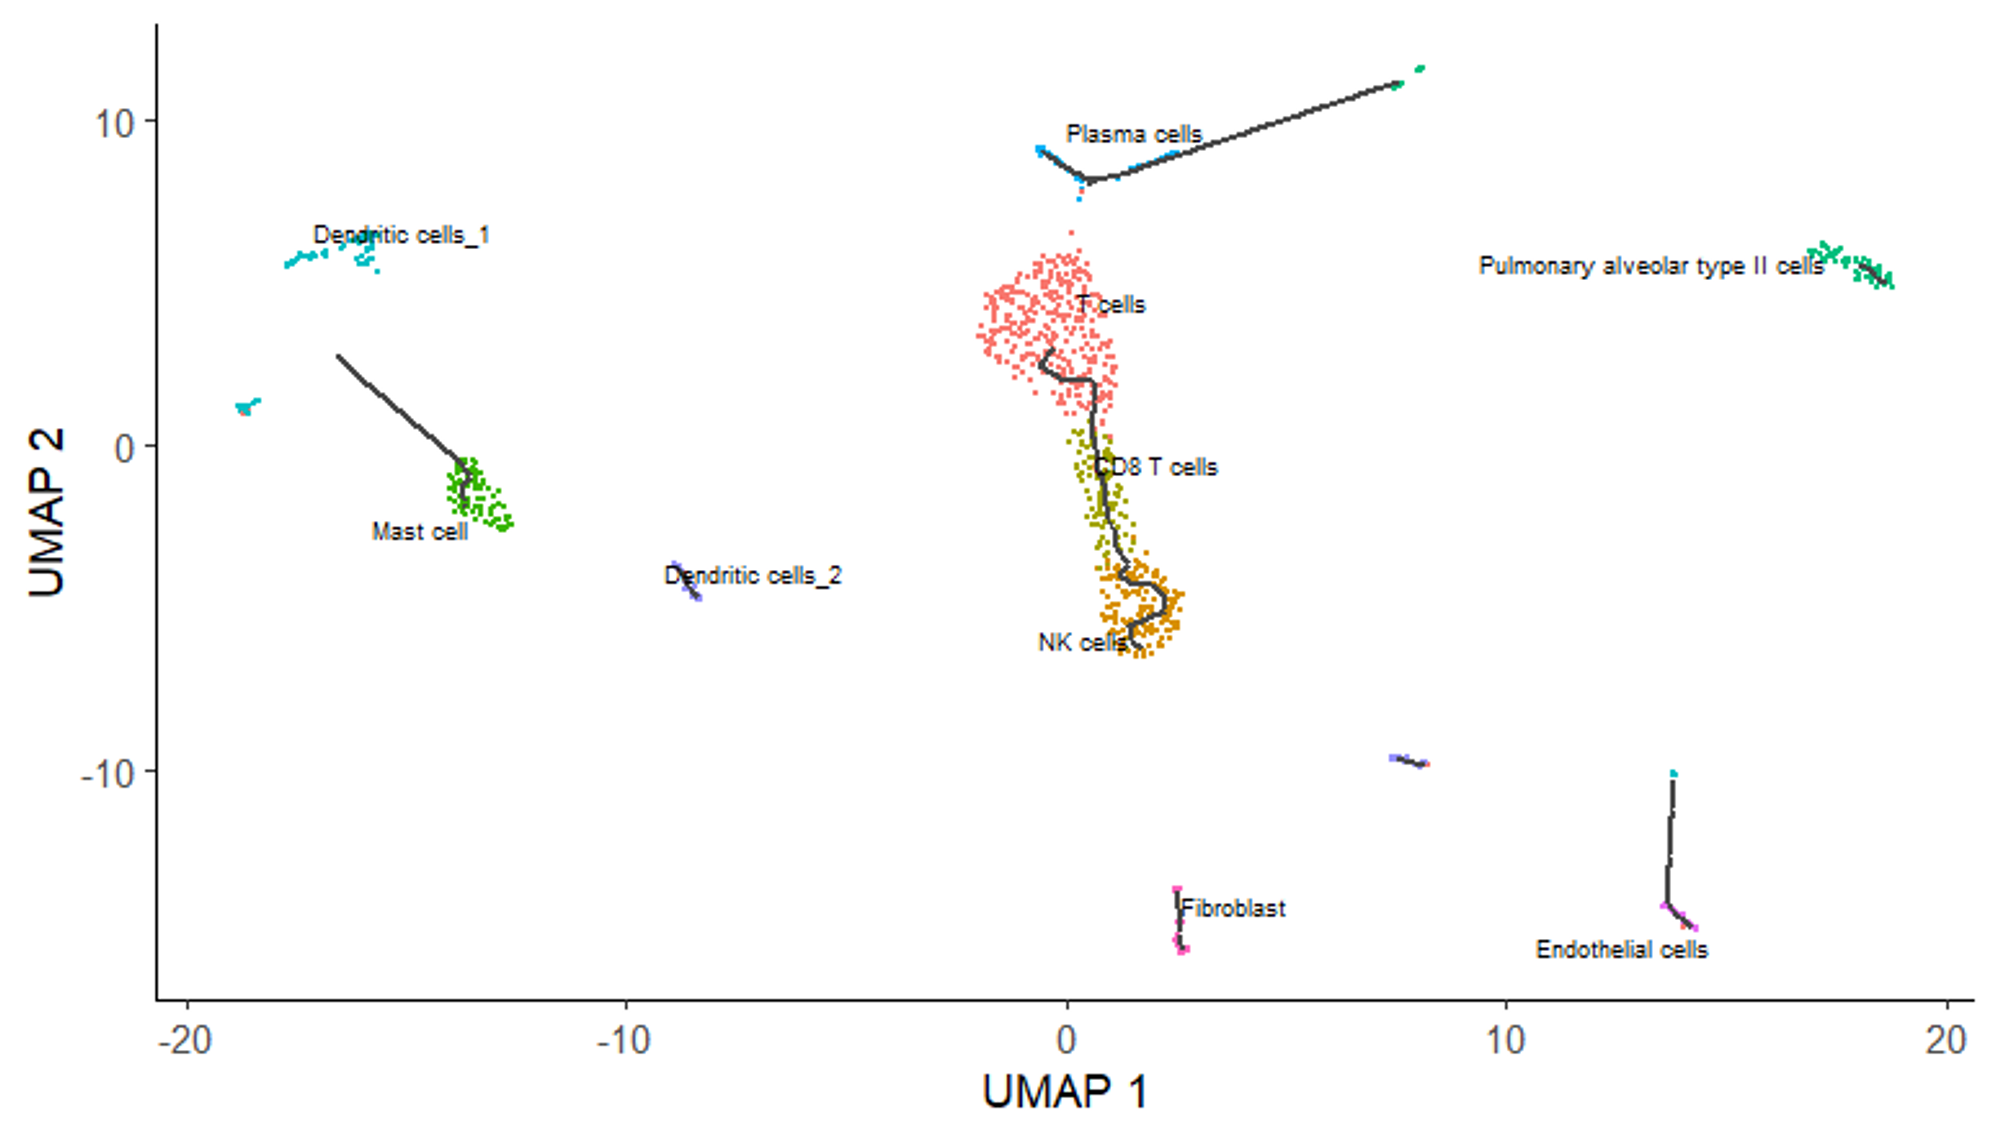 10
Plasma cells
Dendritic cells_1
Pulmonary alveolar type II cells
T cells
0
CD8 T cells
Mast cell
Dendritic cells_2
NK cells
-10
Fibroblast
Endothelial cells
UMAP 2
-20 -10 0 10 20
UMAP 1